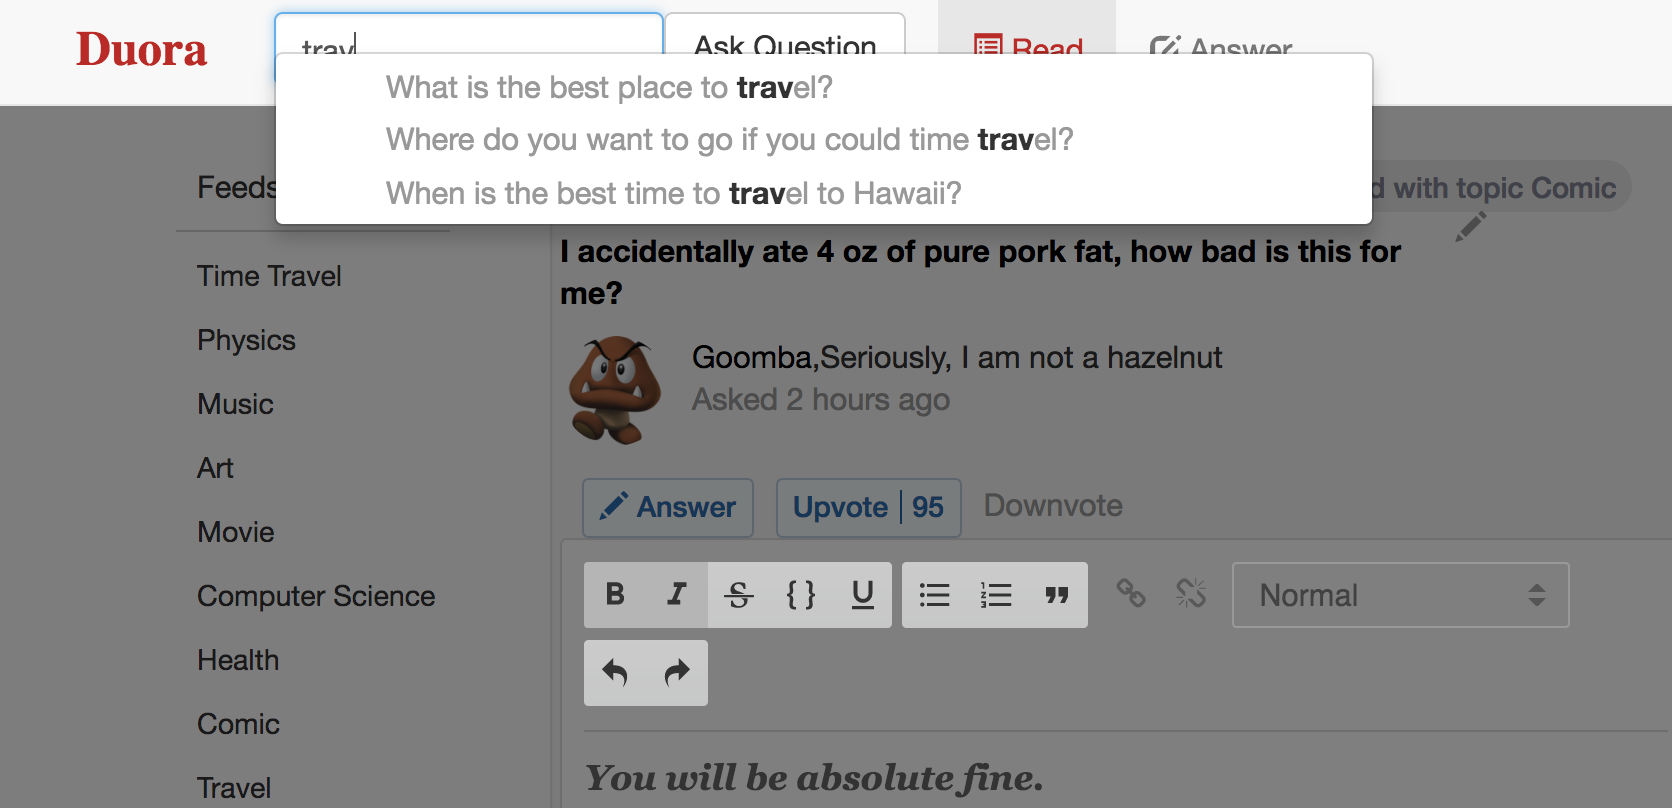 Duora
trav
Ask Question
Read
Answer
What is the best place to travel?
Where do you want to go if you could time travel?
When is the best time to travel to Hawaii?
Feeds
d with topic Comic
Time Travel
Physics
Music
Art
Movie
Computer Science
Health
Comic
Travel
I accidentally ate 4 oz of pure pork fat, how bad is this for
me?
Goomba,Seriously, I am not a hazelnut
Asked 2 hours ago
Answer
Upvote | 95
Downvote
B I S {} U
Normal
You will be absolute fine.